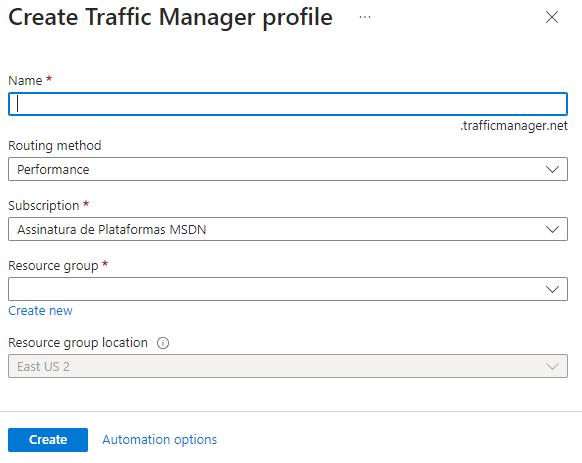 Create Traffic Manager profile ...
Name *
.trafficmanager.net
Routing method
Performance
Subscription *
Assinatura de Plataformas MSDN
Resource group *
Create new
Resource group location
East US 2
Create Automation options